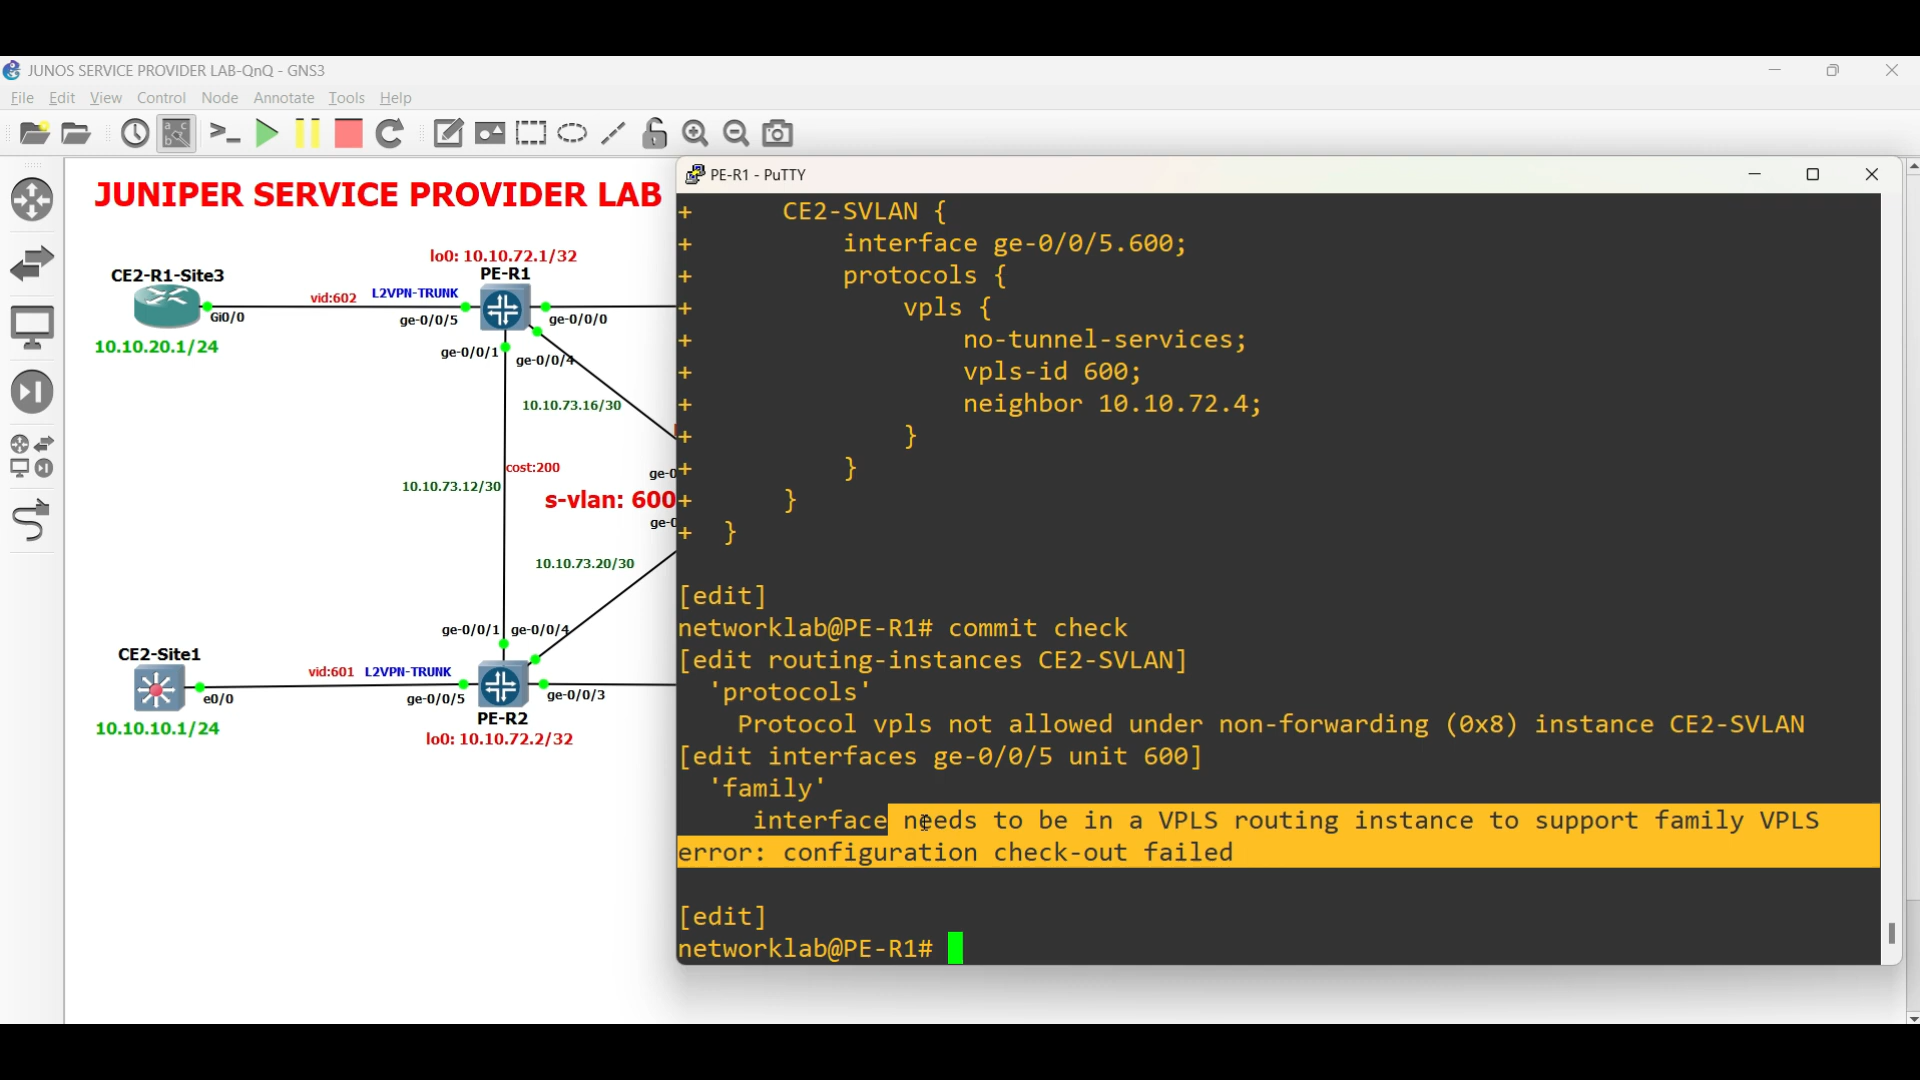 JUNOS SERVICE PROVIDER LAB-QnQ - GNS3
File Edit View Control Node Annotate Tools Help
JUNIPER SERVICE PROVIDER LAB
lo0: 10.10.72.1/32
PE-R1
CE2-R1-Site3
vid:602 L2VPN-TRUNK
Gi0/0
ge-0/0/5
ge-0/0/0
10.10.20.1/24
ge-0/0/1
ge-0/0/4
10.10.73.16/30
cost:200
10.10.73.12/30
s-vlan: 600
10.10.73.20/30
ge-0/0/1
ge-0/0/4
CE2-Site1
vid:601 L2VPN-TRUNK
e0/0
ge-0/0/5
ge-0/0/3
10.10.10.1/24
PE-R2
lo0: 10.10.72.2/32
PE-R1 - PuTTY
+ CE2-SVLAN {
+ interface ge-0/0/5.600;
+ protocols {
+ vpls {
+ no-tunnel-services;
+ vpls-id 600;
+ neighbor 10.10.72.4;
+ }
+ }
+ }
+ }
[edit]
networklab@PE-R1# commit check
[edit routing-instances CE2-SVLAN]
'protocols'
Protocol vpls not allowed under non-forwarding (0x8) instance CE2-SVLAN
[edit interfaces ge-0/0/5 unit 600]
'family'
interface needs to be in a VPLS routing instance to support family VPLS
error: configuration check-out failed
[edit]
networklab@PE-R1#